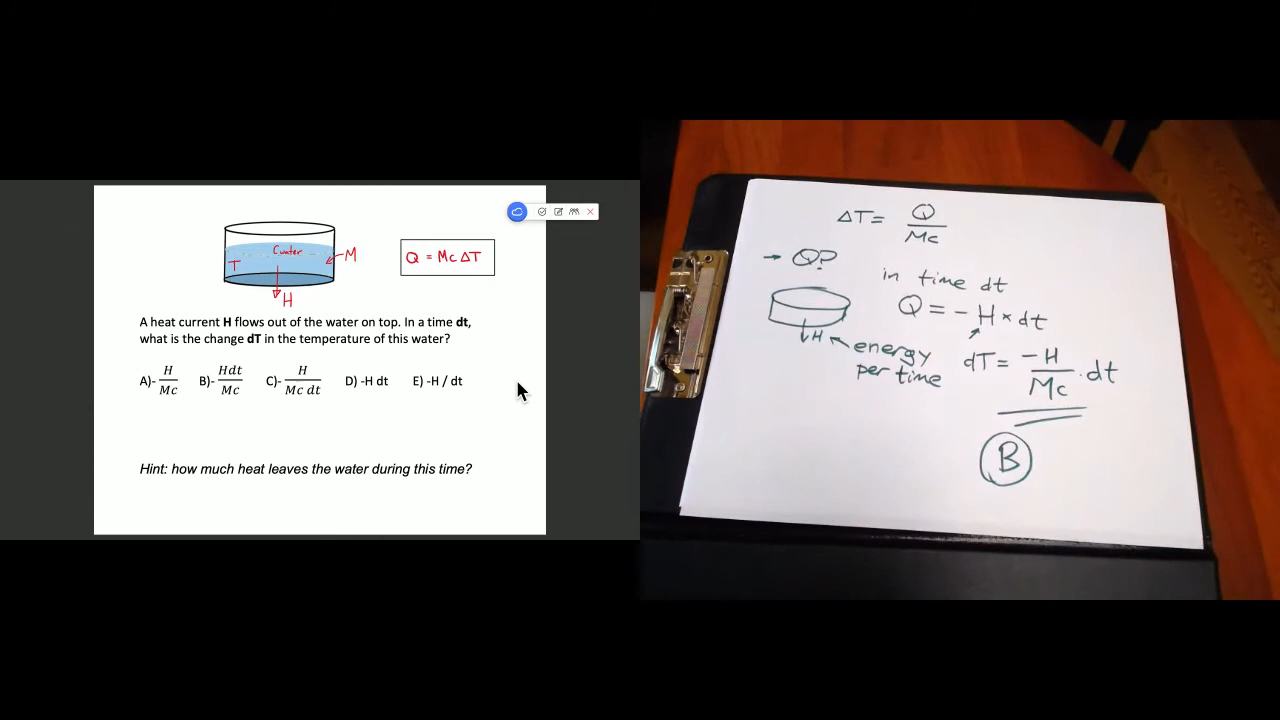 Cwater
T
M
H
Q = Mc ΔT
A heat current H flows out of the water on top. In a time dt,
what is the change dT in the temperature of this water?
A)- H/Mc B)- Hdt/Mc C)- H/Mc dt D) -H dt E) -H / dt
Hint: how much heat leaves the water during this time?
ΔT = Q/Mc
→ Q?
in time dt
Q = - H × dt
H ← energy
per time
dT = -H/Mc · dt
B